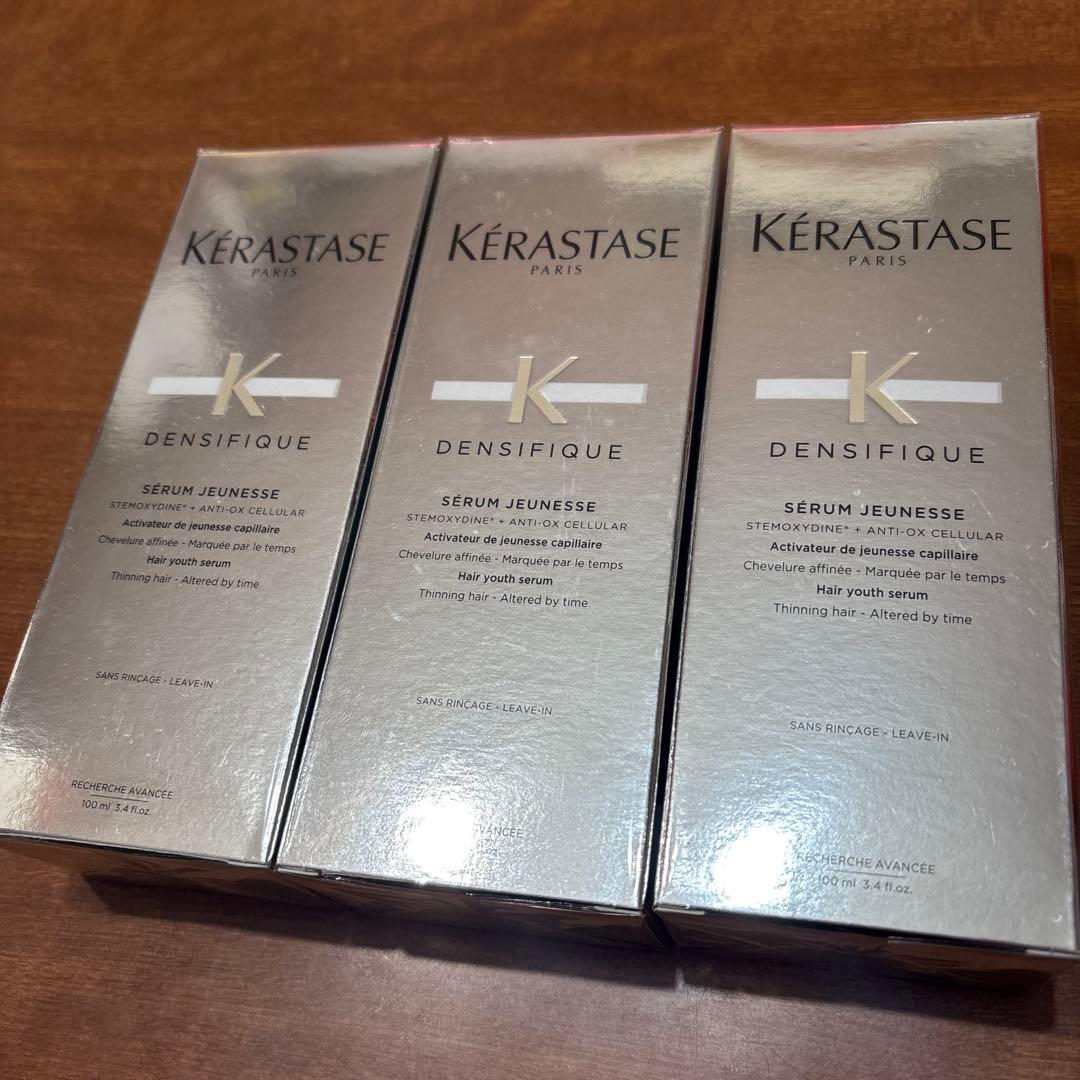 KÉRASTASE
PARIS
K
DENSIFIQUE
SÉRUM JEUNESSE
STEMOXYDINE® + ANTI-OX CELLULAR
Activateur de jeunesse capillaire
Chevelure affinée - Marquée par le temps
Hair youth serum
Thinning hair - Altered by time
SANS RINÇAGE - LEAVE-IN
RECHERCHE AVANCÉE
100 ml 3.4 fl.oz.
KÉRASTASE
PARIS
K
DENSIFIQUE
SÉRUM JEUNESSE
STEMOXYDINE® + ANTI-OX CELLULAR
Activateur de jeunesse capillaire
Chevelure affinée - Marquée par le temps
Hair youth serum
Thinning hair - Altered by time
SANS RINÇAGE - LEAVE-IN
KÉRASTASE
PARIS
K
DENSIFIQUE
SÉRUM JEUNESSE
STEMOXYDINE® + ANTI-OX CELLULAR
Activateur de jeunesse capillaire
Chevelure affinée - Marquée par le temps
Hair youth serum
Thinning hair - Altered by time
SANS RINÇAGE - LEAVE-IN
RECHERCHE AVANCÉE
100 ml 3.4 fl.oz.